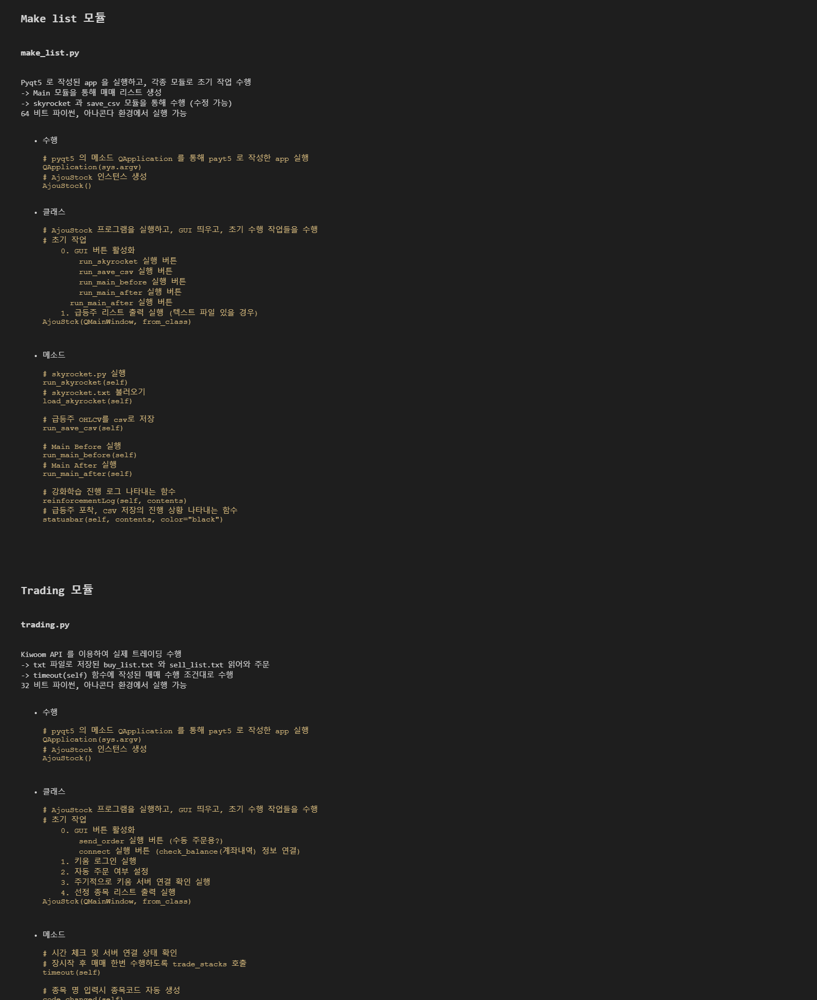 Make list 모듈
make_list.py
Pyqt5 로 작성된 app 을 실행하고, 각종 모듈로 초기 작업 수행
-> Main 모듈을 통해 매매 리스트 생성
-> skyrocket 과 save_csv 모듈을 통해 수행 (수정 가능)
64 비트 파이썬, 아나콘다 환경에서 실행 가능
• 수행
# pyqt5 의 메소드 QApplication 를 통해 payt5 로 작성한 app 실행
QApplication(sys.argv)
# AjouStock 인스턴스 생성
AjouStock()
• 클래스
# AjouStock 프로그램을 실행하고, GUI 띄우고, 초기 수행 작업들을 수행
# 초기 작업
0. GUI 버튼 활성화
run_skyrocket 실행 버튼
run_save_csv 실행 버튼
run_main_before 실행 버튼
run_main_after 실행 버튼
run_main_after 실행 버튼
1. 급등주 리스트 출력 실행 (텍스트 파일 있을 경우)
AjouStck(QMainWindow, from_class)
• 메소드
# skyrocket.py 실행
run_skyrocket(self)
# skyrocket.txt 불러오기
load_skyrocket(self)
# 급등주 OHLCV를 csv로 저장
run_save_csv(self)
# Main Before 실행
run_main_before(self)
# Main After 실행
run_main_after(self)
# 강화학습 진행 로그 나타내는 함수
reinforcementLog(self, contents)
# 급등주 포착, CSV 저장의 진행 상황 나타내는 함수
statusbar(self, contents, color="black")
Trading 모듈
trading.py
Kiwoom API 를 이용하여 실제 트레이딩 수행
-> txt 파일로 저장된 buy_list.txt 와 sell_list.txt 읽어와 주문
-> timeout(self) 함수에 작성된 매매 수행 조건대로 수행
32 비트 파이썬, 아나콘다 환경에서 실행 가능
• 수행
# pyqt5 의 메소드 QApplication 를 통해 payt5 로 작성한 app 실행
QApplication(sys.argv)
# AjouStock 인스턴스 생성
AjouStock()
• 클래스
# AjouStock 프로그램을 실행하고, GUI 띄우고, 초기 수행 작업들을 수행
# 초기 작업
0. GUI 버튼 활성화
send_order 실행 버튼 (수동 주문용?)
connect 실행 버튼 (check_balance(계좌내역) 정보 연결)
1. 키움 로그인 실행
2. 자동 주문 여부 설정
3. 주기적으로 키움 서버 연결 확인 실행
4. 선정 종목 리스트 출력 실행
AjouStck(QMainWindow, from_class)
• 메소드
# 시간 체크 및 서버 연결 상태 확인
# 장시작 후 매매 한번 수행하도록 trade_stacks 호출
timeout(self)
# 종목 명 입력시 종목코드 자동 생성
code_changed(self)